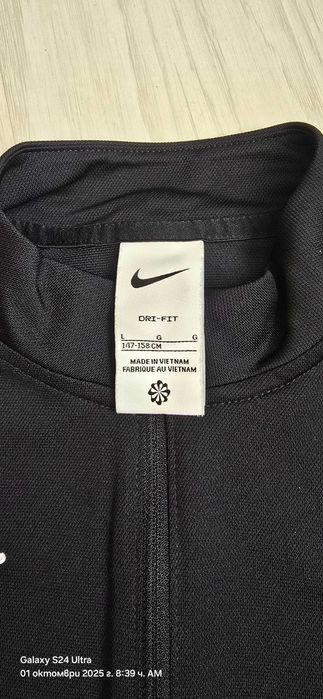 DRI-FIT
L G G
147-158 CM
MADE IN VIETNAM
FABRIQUE AU VIETNAM
Galaxy S24 Ultra
01 октомври 2025 г. 8:39 ч. AM